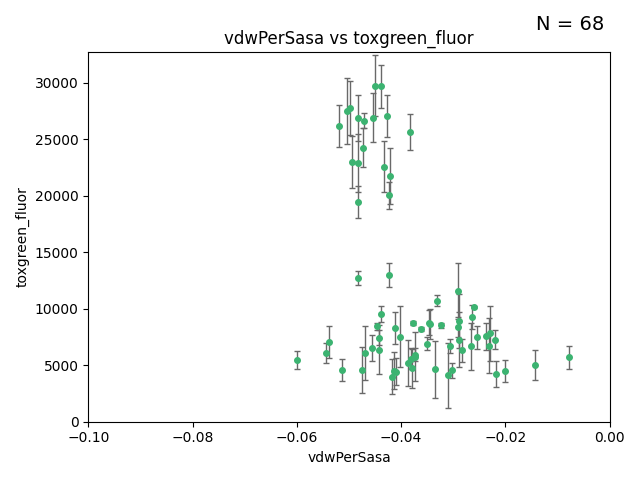 N = 68
vdwPerSasa vs toxgreen_fluor
30000
25000
20000
15000
10000
5000
0
toxgreen_fluor
−0.10 −0.08 −0.06 −0.04 −0.02 0.00
vdwPerSasa